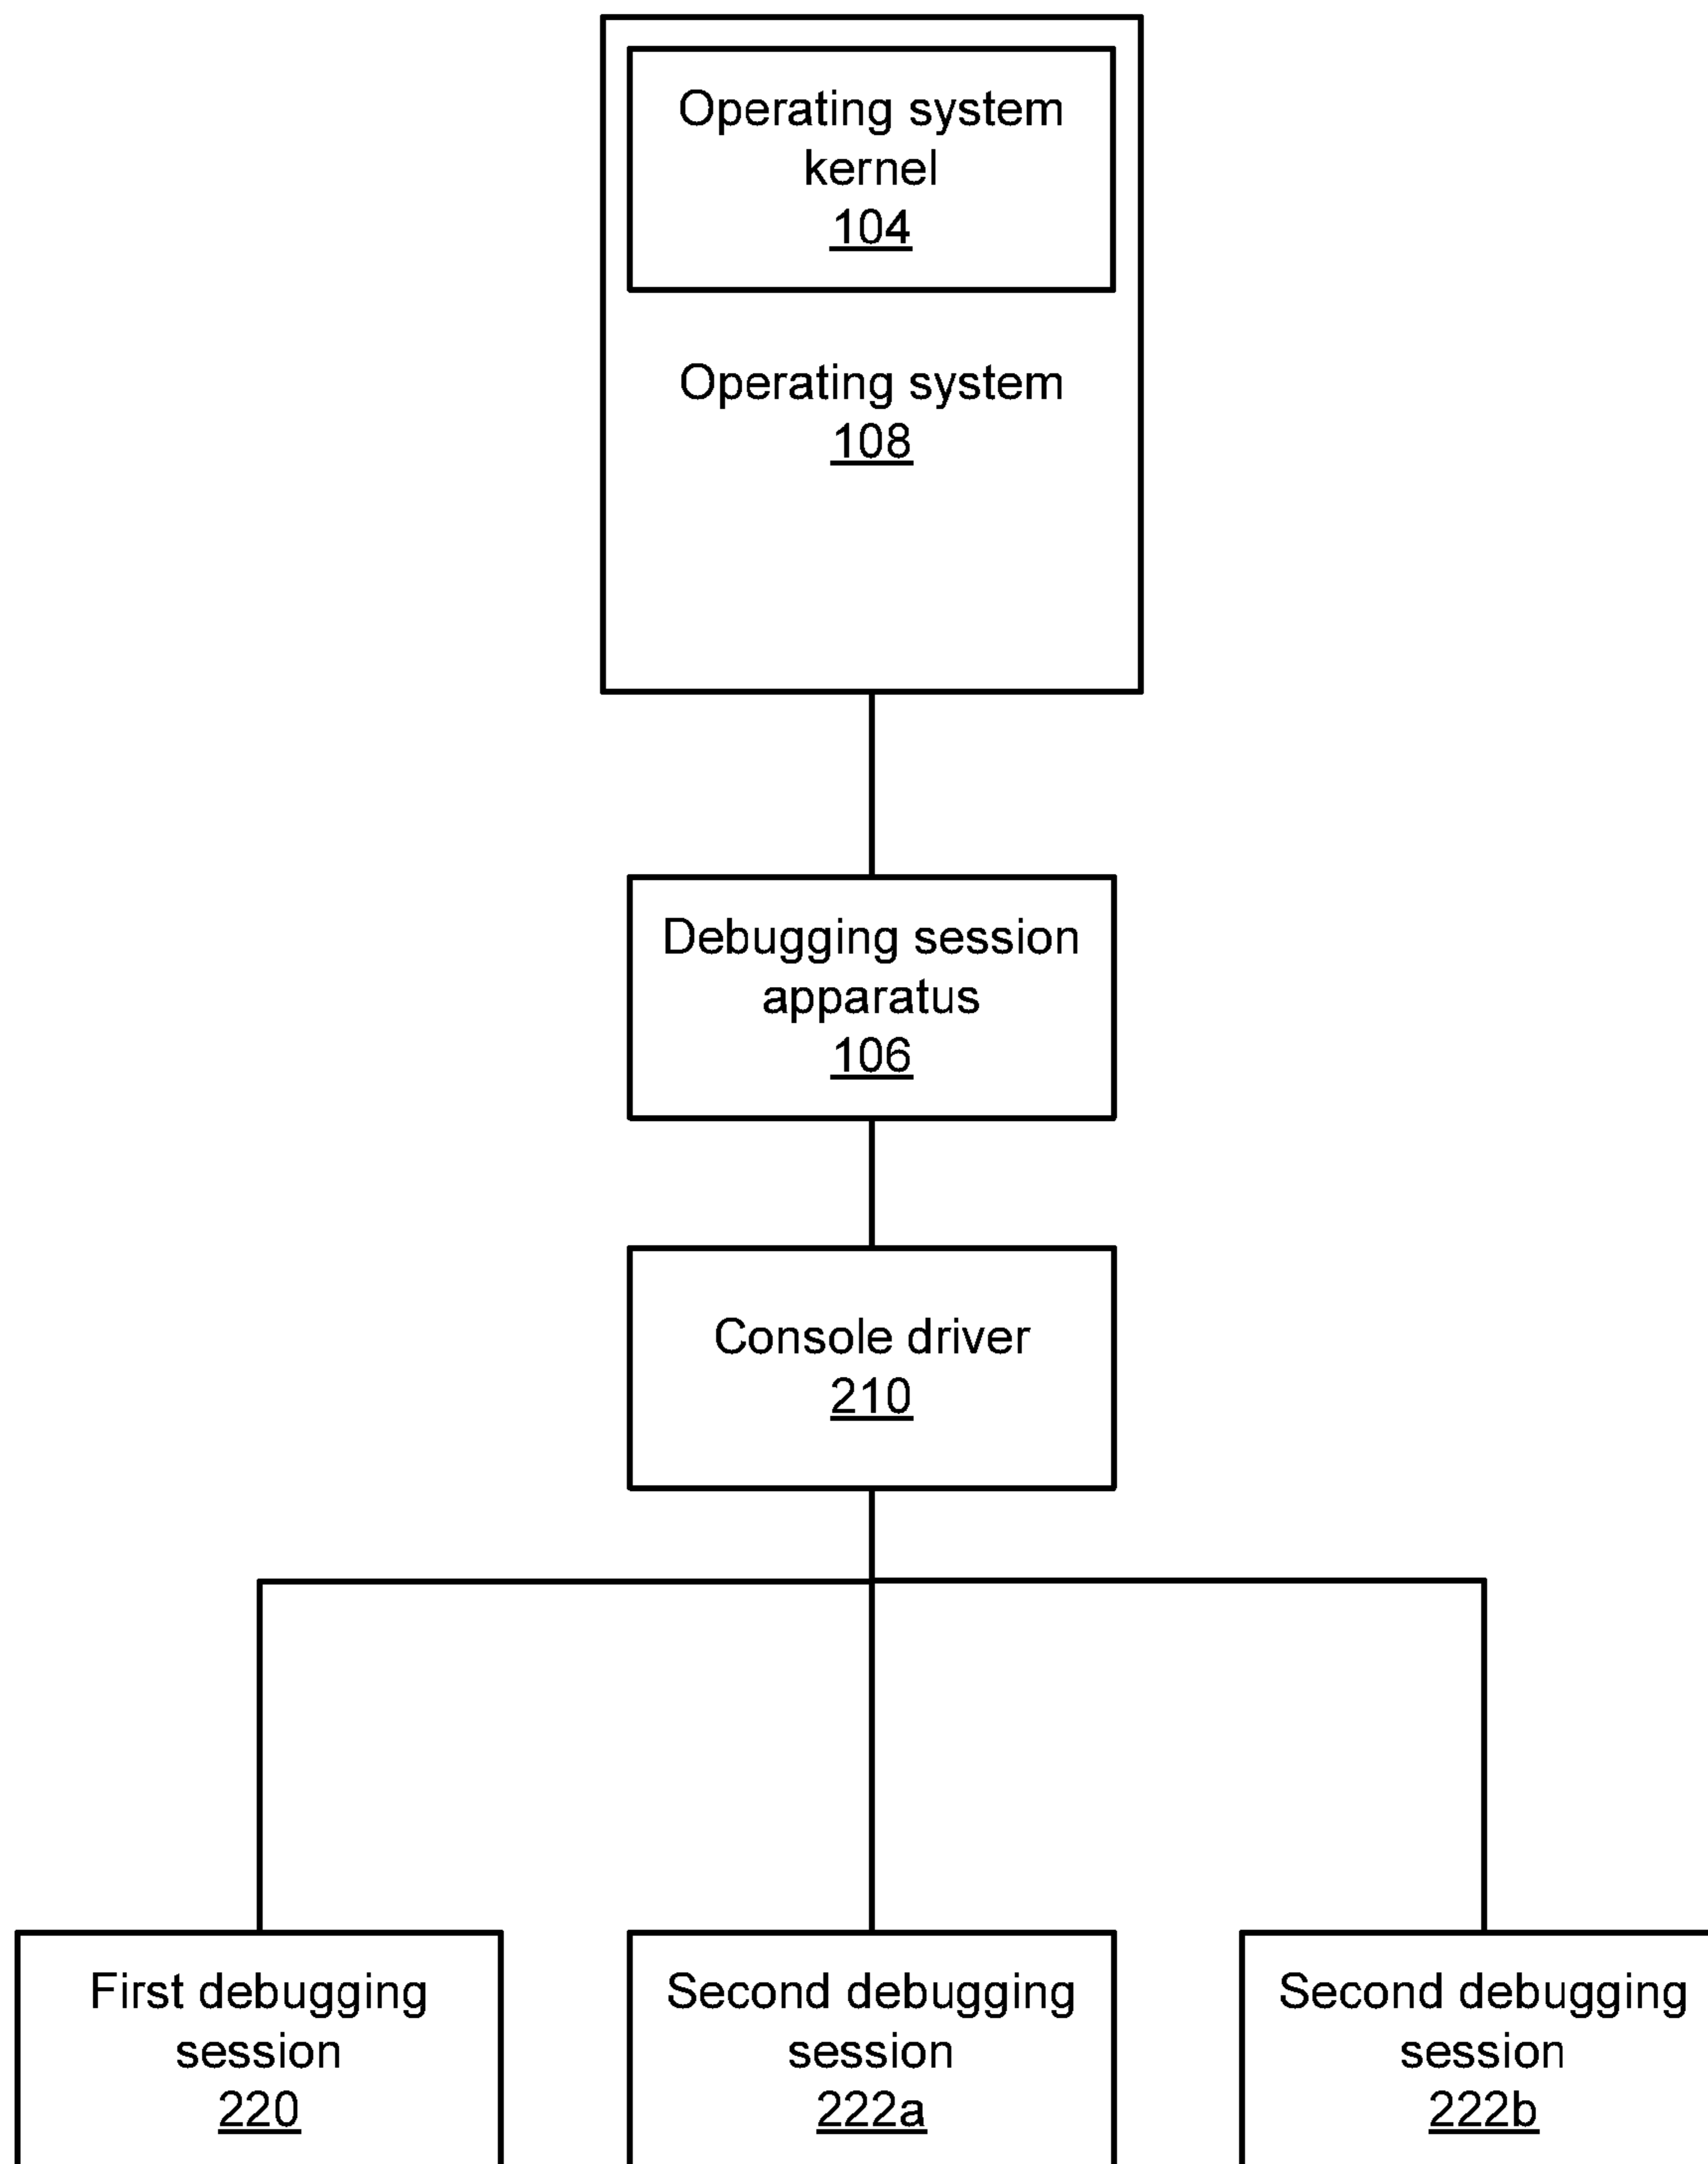 Operating system
kernel
104
Operating system
108
Debugging session
apparatus
106
Console driver
210
First debugging
session
220
Second debugging
session
222a
Second debugging
session
222b